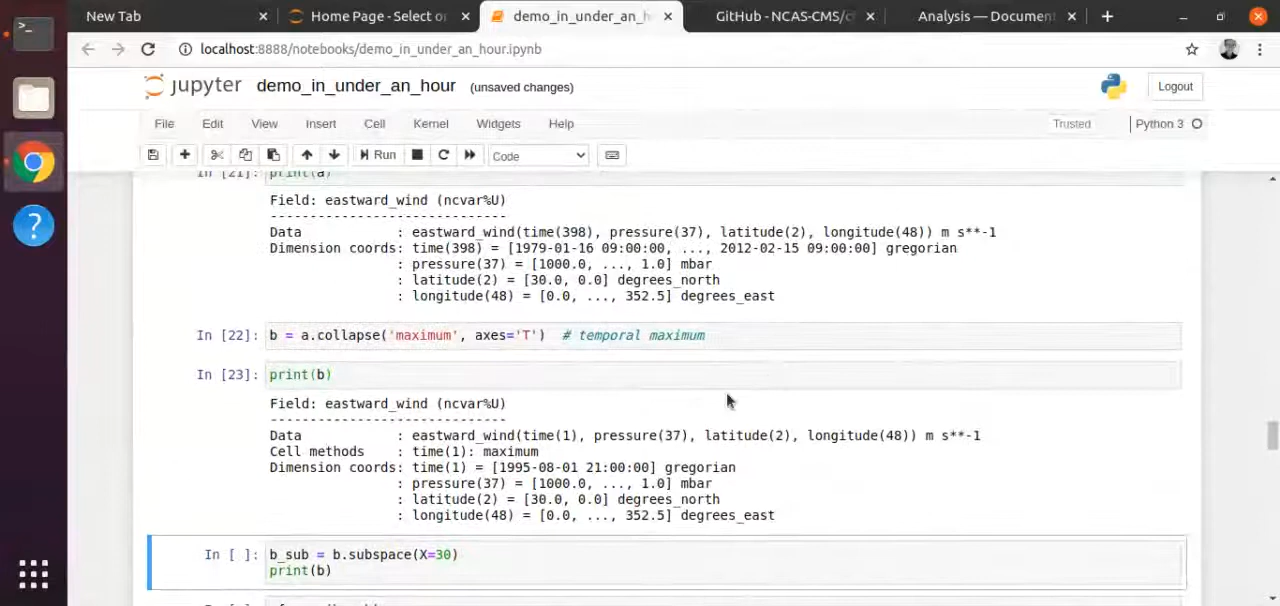 New Tab
Home Page - Select or
demo_in_under_an_h
GitHub - NCAS-CMS/cf
Analysis — Document
localhost:8888/notebooks/demo_in_under_an_hour.ipynb
jupyter demo_in_under_an_hour (unsaved changes)
Logout
File Edit View Insert Cell Kernel Widgets Help
Trusted
Python 3
Run
Code
In [21]: print(a)
Field: eastward_wind (ncvar%U)
------------------------------
Data            : eastward_wind(time(398), pressure(37), latitude(2), longitude(48)) m s**-1
Dimension coords: time(398) = [1979-01-16 09:00:00, ..., 2012-02-15 09:00:00] gregorian
                : pressure(37) = [1000.0, ..., 1.0] mbar
                : latitude(2) = [30.0, 0.0] degrees_north
                : longitude(48) = [0.0, ..., 352.5] degrees_east
In [22]: b = a.collapse('maximum', axes='T')  # temporal maximum
In [23]: print(b)
Field: eastward_wind (ncvar%U)
------------------------------
Data            : eastward_wind(time(1), pressure(37), latitude(2), longitude(48)) m s**-1
Cell methods    : time(1): maximum
Dimension coords: time(1) = [1995-08-01 21:00:00] gregorian
                : pressure(37) = [1000.0, ..., 1.0] mbar
                : latitude(2) = [30.0, 0.0] degrees_north
                : longitude(48) = [0.0, ..., 352.5] degrees_east
In [ ]: b_sub = b.subspace(X=30)
print(b)